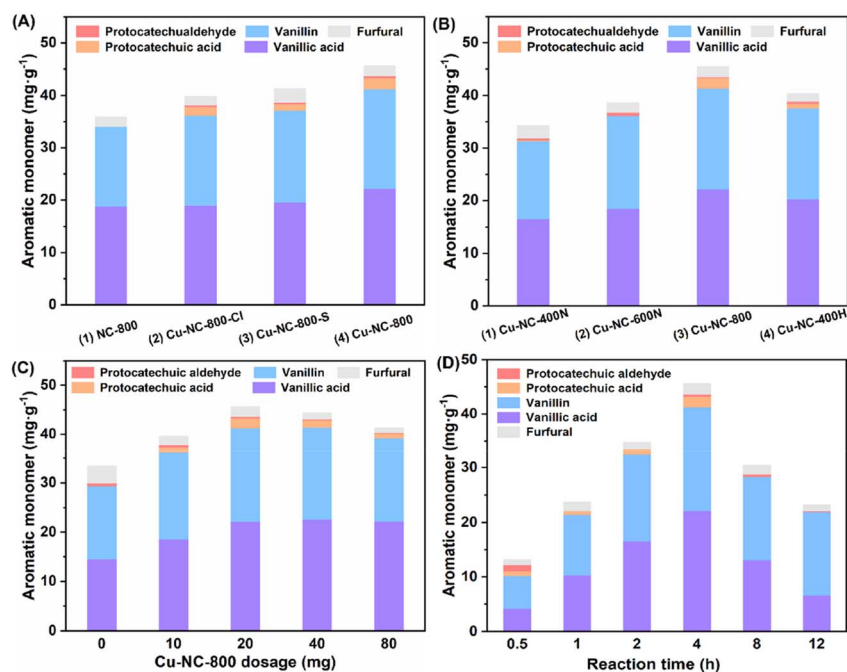 (A)
Protocatechualdehyde
Vanillin
Furfural
Protocatechuic acid
Vanillic acid
Aromatic monomer (mg·g⁻¹)
50
40
30
20
10
0
(1) NC-800
(2) Cu-NC-800-Cl
(3) Cu-NC-800-S
(4) Cu-NC-800
(B)
Protocatechualdehyde
Vanillin
Furfural
Protocatechuic acid
Vanillic acid
Aromatic monomer (mg·g⁻¹)
50
40
30
20
10
0
(1) Cu-NC-400N
(2) Cu-NC-600N
(3) Cu-NC-800
(4) Cu-NC-400H
(C)
Protocatechuic aldehyde
Vanillin
Furfural
Protocatechuic acid
Vanillic acid
Aromatic monomer (mg·g⁻¹)
50
40
30
20
10
0
0 10 20 40 80
Cu-NC-800 dosage (mg)
(D)
Protocatechuic aldehyde
Protocatechuic acid
Vanillin
Vanillic acid
Furfural
Aromatic monomer (mg·g⁻¹)
50
40
30
20
10
0
0.5 1 2 4 8 12
Reaction time (h)